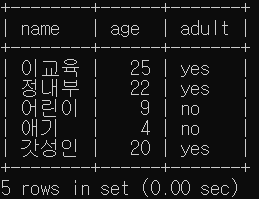 +--------+------+-------+
| name | age | adult |
+--------+------+-------+
| 이교육 | 25 | yes |
| 정내부 | 22 | yes |
| 어린이 | 9 | no |
| 애기 | 4 | no |
| 갓성인 | 20 | yes |
+--------+------+-------+
5 rows in set (0.00 sec)